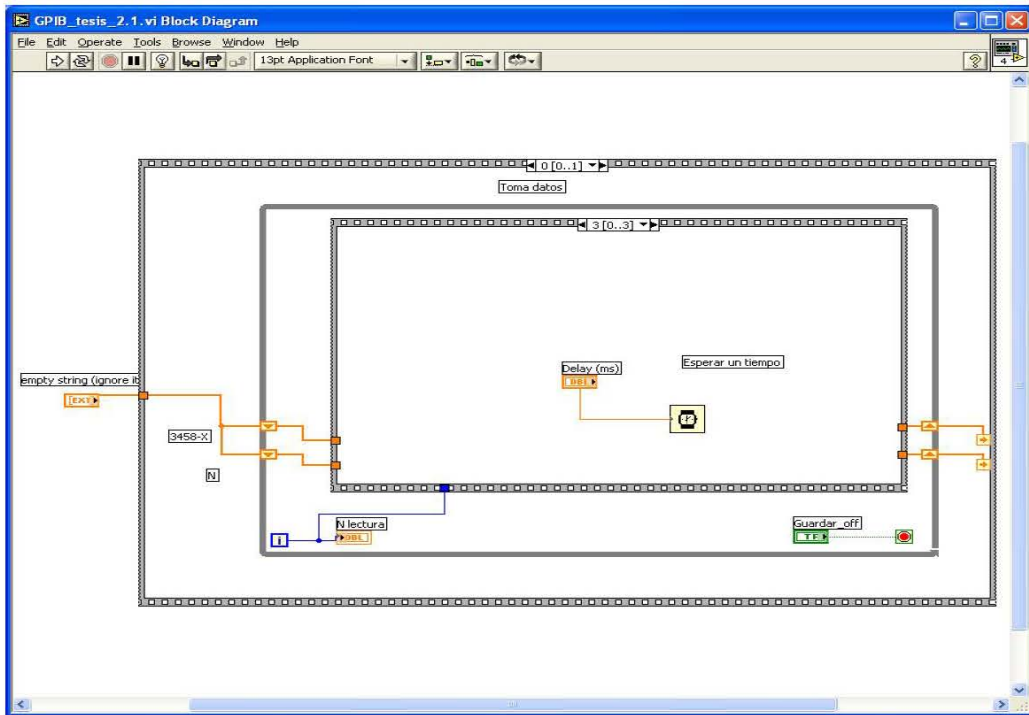 GPIB_tesis_2.1.vi Block Diagram
File Edit Operate Tools Browse Window Help
13pt Application Font
?
4
0 [0..1]
Toma datos
3 [0..3]
Delay (ms)
DBL
Esperar un tiempo
empty string (ignore it
[EXT]
3458-X
N
i
N lectura
DBL
Guardar_off
TF